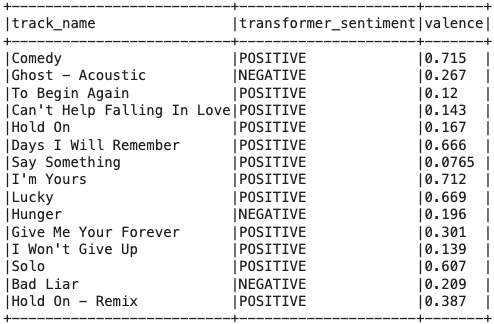 +--------------------------+---------------------+-------+
|track_name                |transformer_sentiment|valence|
+--------------------------+---------------------+-------+
|Comedy                    |POSITIVE             |0.715  |
|Ghost - Acoustic          |NEGATIVE             |0.267  |
|To Begin Again            |POSITIVE             |0.12   |
|Can't Help Falling In Love|POSITIVE             |0.143  |
|Hold On                   |POSITIVE             |0.167  |
|Days I Will Remember      |POSITIVE             |0.666  |
|Say Something             |POSITIVE             |0.0765 |
|I'm Yours                 |POSITIVE             |0.712  |
|Lucky                     |POSITIVE             |0.669  |
|Hunger                    |NEGATIVE             |0.196  |
|Give Me Your Forever      |POSITIVE             |0.301  |
|I Won't Give Up           |POSITIVE             |0.139  |
|Solo                      |POSITIVE             |0.607  |
|Bad Liar                  |NEGATIVE             |0.209  |
|Hold On - Remix           |POSITIVE             |0.387  |
+--------------------------+---------------------+-------+